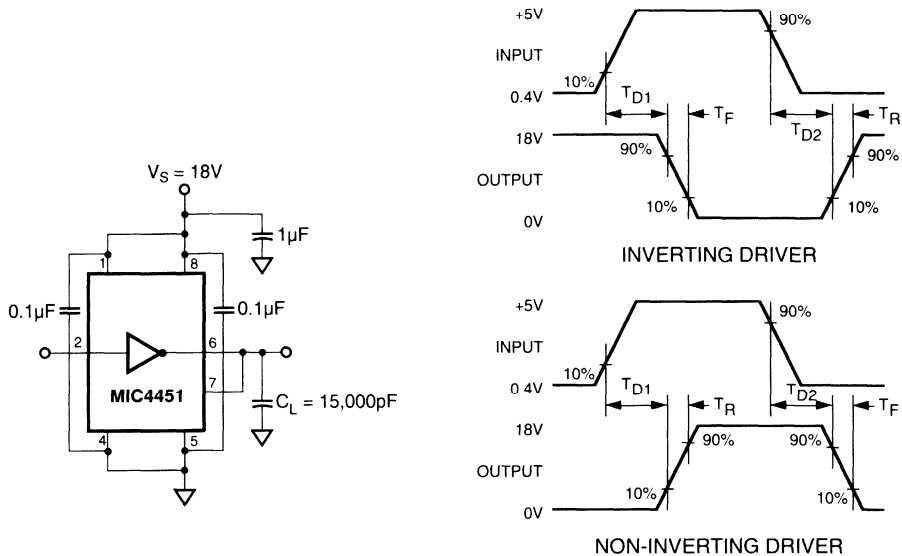 V_S = 18V
1µF
1
8
0.1µF
0.1µF
2
6
MIC4451
7
C_L = 15,000pF
4
5
+5V
90%
INPUT
10%
T_D1
0.4V
T_F
T_D2
T_R
18V
90%
90%
OUTPUT
10%
10%
0V
INVERTING DRIVER
+5V
90%
INPUT
10%
T_D1
0 4V
T_R
T_D2
T_F
18V
90%
90%
OUTPUT
10%
10%
0V
NON-INVERTING DRIVER